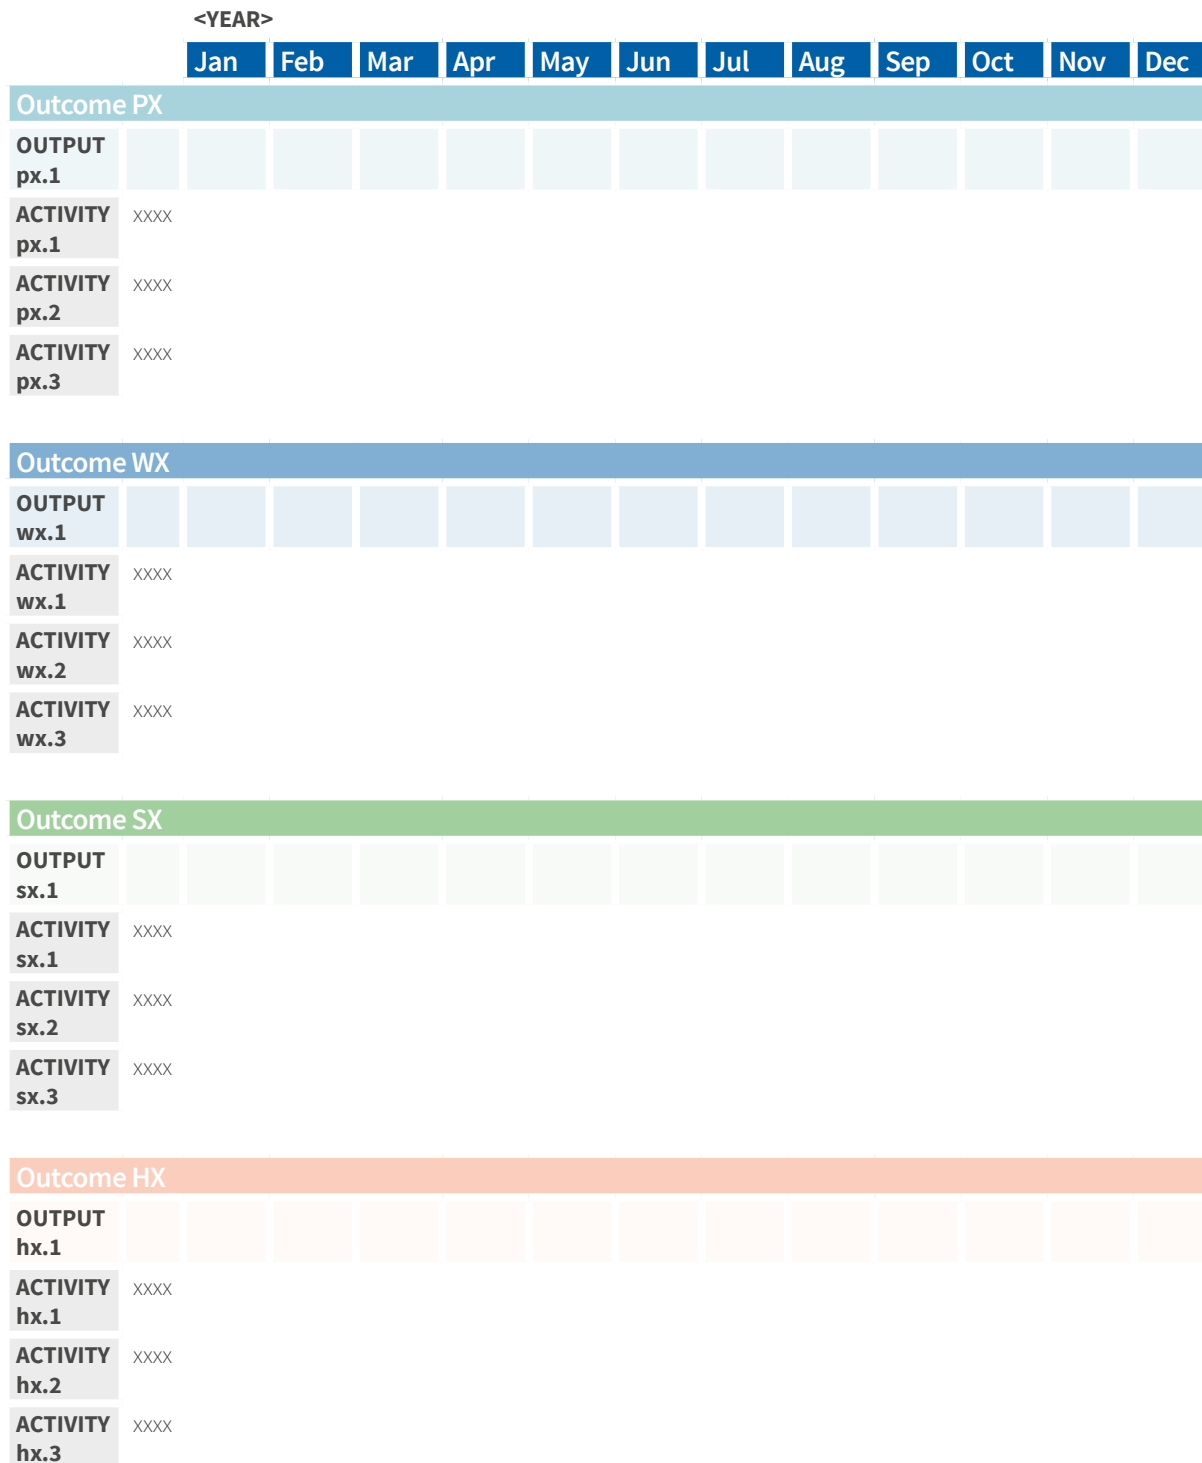 <YEAR>
Jan Feb Mar Apr May Jun Jul Aug Sep Oct Nov Dec
Outcome PX
OUTPUT
px.1
ACTIVITY XXXX
px.1
ACTIVITY XXXX
px.2
ACTIVITY XXXX
px.3
Outcome WX
OUTPUT
wx.1
ACTIVITY XXXX
wx.1
ACTIVITY XXXX
wx.2
ACTIVITY XXXX
wx.3
Outcome SX
OUTPUT
sx.1
ACTIVITY XXXX
sx.1
ACTIVITY XXXX
sx.2
ACTIVITY XXXX
sx.3
Outcome HX
OUTPUT
hx.1
ACTIVITY XXXX
hx.1
ACTIVITY XXXX
hx.2
ACTIVITY XXXX
hx.3